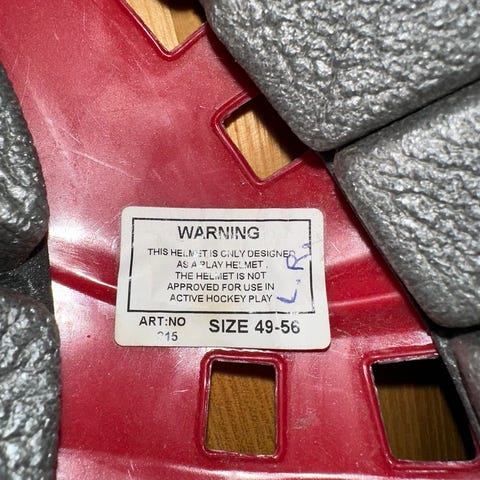 WARNING
THIS HELMET IS ONLY DESIGNED
AS A PLAY HELMET.
THE HELMET IS NOT
APPROVED FOR USE IN
ACTIVE HOCKEY PLAY
L.R.
ART:NO SIZE 49-56